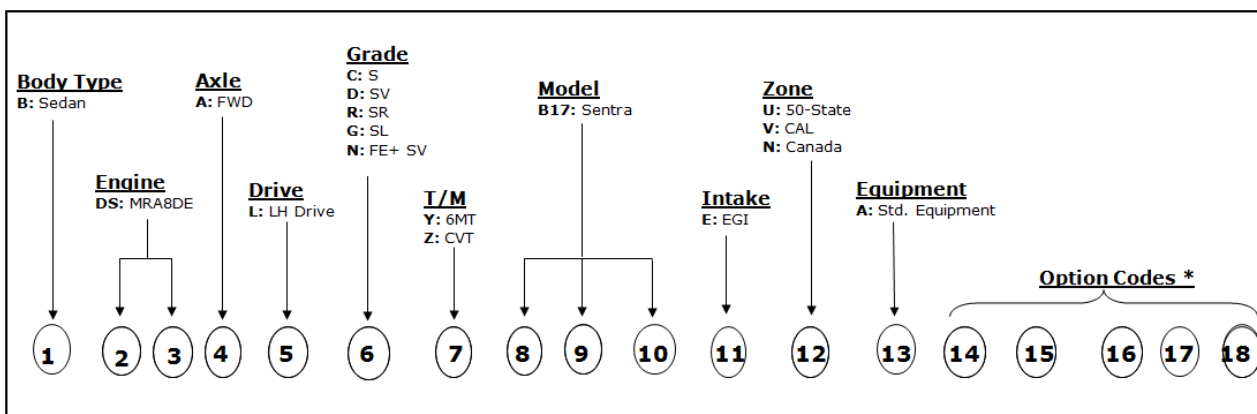 Body Type
B: Sedan
Engine
DS: MRA8DE
Axle
A: FWD
Drive
L: LH Drive
Grade
C: S
D: SV
R: SR
G: SL
N: FE+ SV
T/M
Y: 6MT
Z: CVT
Model
B17: Sentra
Intake
E: EGI
Zone
U: 50-State
V: CAL
N: Canada
Equipment
A: Std. Equipment
Option Codes *
1 2 3 4 5 6 7 8 9 10 11 12 13 14 15 16 17 18